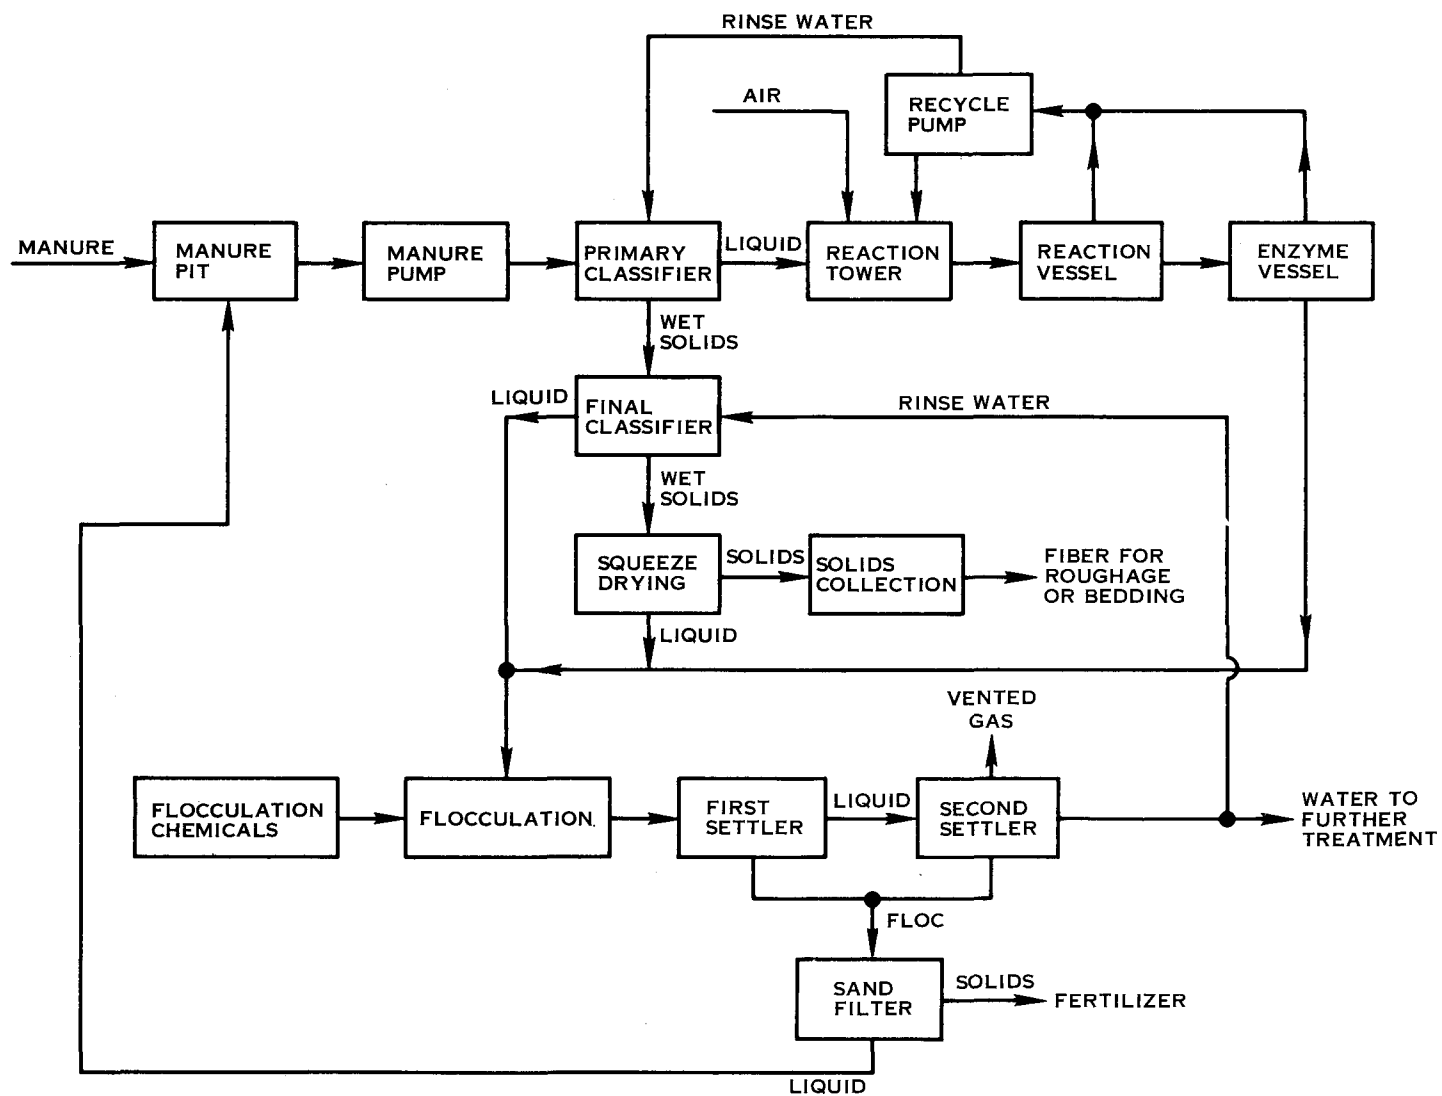 RINSE WATER
AIR
RECYCLE
PUMP
MANURE
MANURE
PIT
MANURE
PUMP
PRIMARY
CLASSIFIER
LIQUID
REACTION
TOWER
REACTION
VESSEL
ENZYME
VESSEL
WET
SOLIDS
LIQUID
FINAL
CLASSIFIER
RINSE WATER
WET
SOLIDS
SQUEEZE
DRYING
SOLIDS
SOLIDS
COLLECTION
FIBER FOR
ROUGHAGE
OR BEDDING
LIQUID
VENTED
GAS
FLOCCULATION
CHEMICALS
FLOCCULATION
FIRST
SETTLER
LIQUID
SECOND
SETTLER
WATER TO
FURTHER
TREATMENT
FLOC
SAND
FILTER
SOLIDS
FERTILIZER
LIQUID